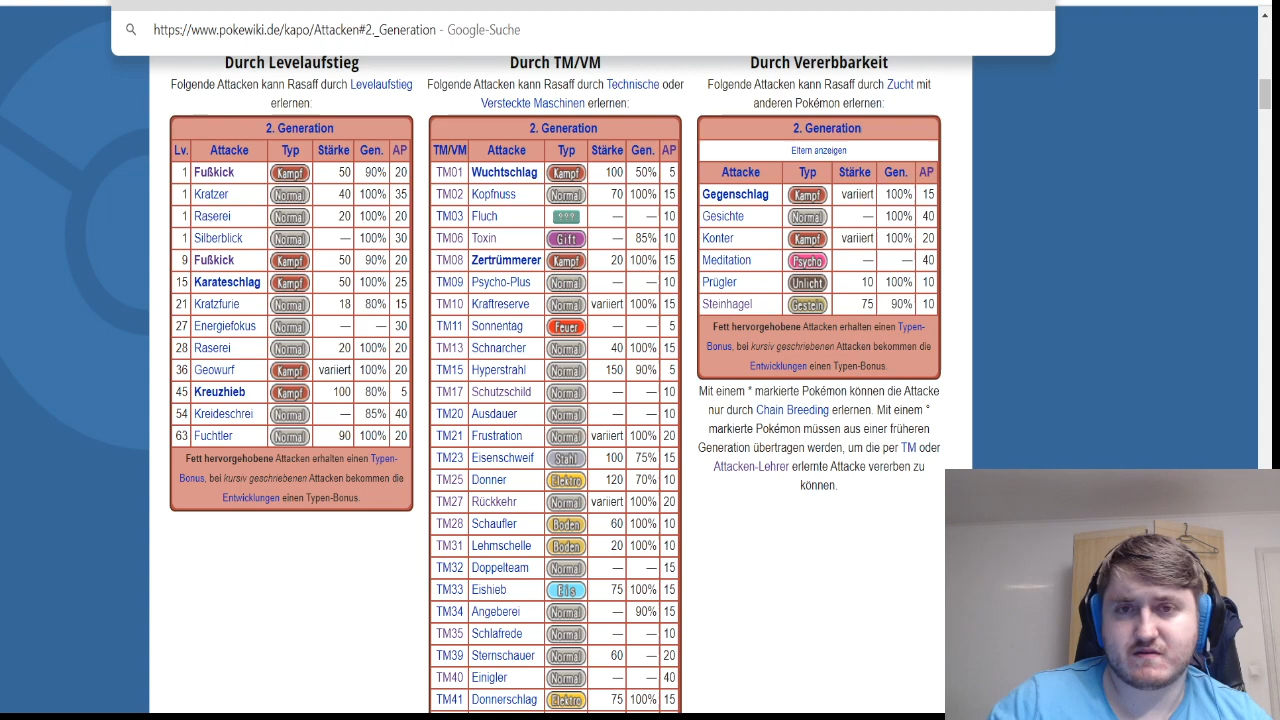 https://www.pokewiki.de/kapo/Attacken#2._Generation - Google-Suche
Durch Levelaufstieg
Folgende Attacken kann Rasaff durch Levelaufstieg
erlernen:
2. Generation
Lv. Attacke Typ Stärke Gen. AP
1 Fußkick Kampf 50 90% 20
1 Kratzer Normal 40 100% 35
1 Raserei Normal 20 100% 20
1 Silberblick Normal — 100% 30
9 Fußkick Kampf 50 90% 20
15 Karateschlag Kampf 50 100% 25
21 Kratzfurie Normal 18 80% 15
27 Energiefokus Normal — — 30
28 Raserei Normal 20 100% 20
36 Geowurf Kampf variiert 100% 20
45 Kreuzhieb Kampf 100 80% 5
54 Kreideschrei Normal — 85% 40
63 Fuchtler Normal 90 100% 20
Fett hervorgehobene Attacken erhalten einen Typen-
Bonus, bei kursiv geschriebenen Attacken bekommen die
Entwicklungen einen Typen-Bonus.
Durch TM/VM
Folgende Attacken kann Rasaff durch Technische oder
Versteckte Maschinen erlernen:
2. Generation
TM/VM Attacke Typ Stärke Gen. AP
TM01 Wuchtschlag Kampf 100 50% 5
TM02 Kopfnuss Normal 70 100% 15
TM03 Fluch ??? — — 10
TM06 Toxin Gift — 85% 10
TM08 Zertrümmerer Kampf 20 100% 15
TM09 Psycho-Plus Normal — — 10
TM10 Kraftreserve Normal variiert 100% 15
TM11 Sonnentag Feuer — — 5
TM13 Schnarcher Normal 40 100% 15
TM15 Hyperstrahl Normal 150 90% 5
TM17 Schutzschild Normal — — 10
TM20 Ausdauer Normal — — 10
TM21 Frustration Normal variiert 100% 20
TM23 Eisenschweif Stahl 100 75% 15
TM25 Donner Elektro 120 70% 10
TM27 Rückkehr Normal variiert 100% 20
TM28 Schaufler Boden 60 100% 10
TM31 Lehmschelle Boden 20 100% 10
TM32 Doppelteam Normal — — 15
TM33 Eishieb Eis 75 100% 15
TM34 Angeberei Normal — 90% 15
TM35 Schlafrede Normal — — 10
TM39 Sternschauer Normal 60 — 20
TM40 Einigler Normal — — 40
TM41 Donnerschlag Elektro 75 100% 15
Durch Vererbbarkeit
Folgende Attacken kann Rasaff durch Zucht mit
anderen Pokémon erlernen:
2. Generation
Eltern anzeigen
Attacke Typ Stärke Gen. AP
Gegenschlag Kampf variiert 100% 15
Gesichte Normal — 100% 40
Konter Kampf variiert 100% 20
Meditation Psycho — — 40
Prügler Unlicht 10 100% 10
Steinhagel Gestein 75 90% 10
Fett hervorgehobene Attacken erhalten einen Typen-
Bonus, bei kursiv geschriebenen Attacken bekommen die
Entwicklungen einen Typen-Bonus.
Mit einem * markierte Pokémon können die Attacke
nur durch Chain Breeding erlernen. Mit einem °
markierte Pokémon müssen aus einer früheren
Generation übertragen werden, um die per TM oder
Attacken-Lehrer erlernte Attacke vererben zu
können.